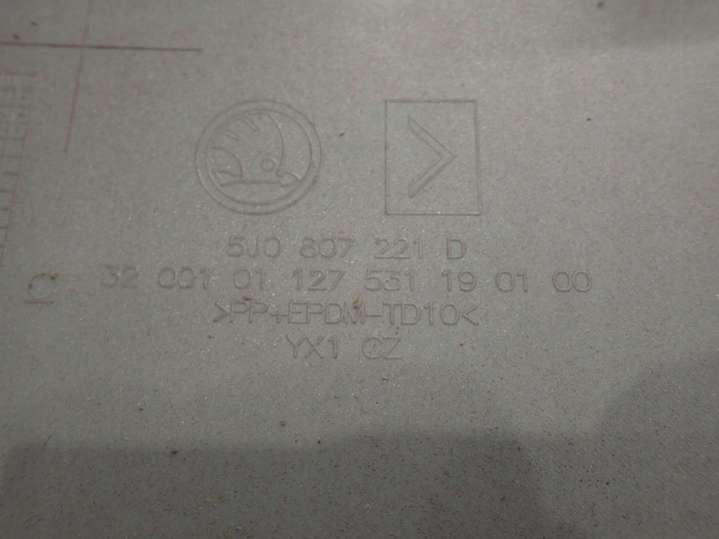 5J0 807 221 D
32 001 01 127 531 19 01 00
>PP+EPDM-TD10<
YX1 CZ